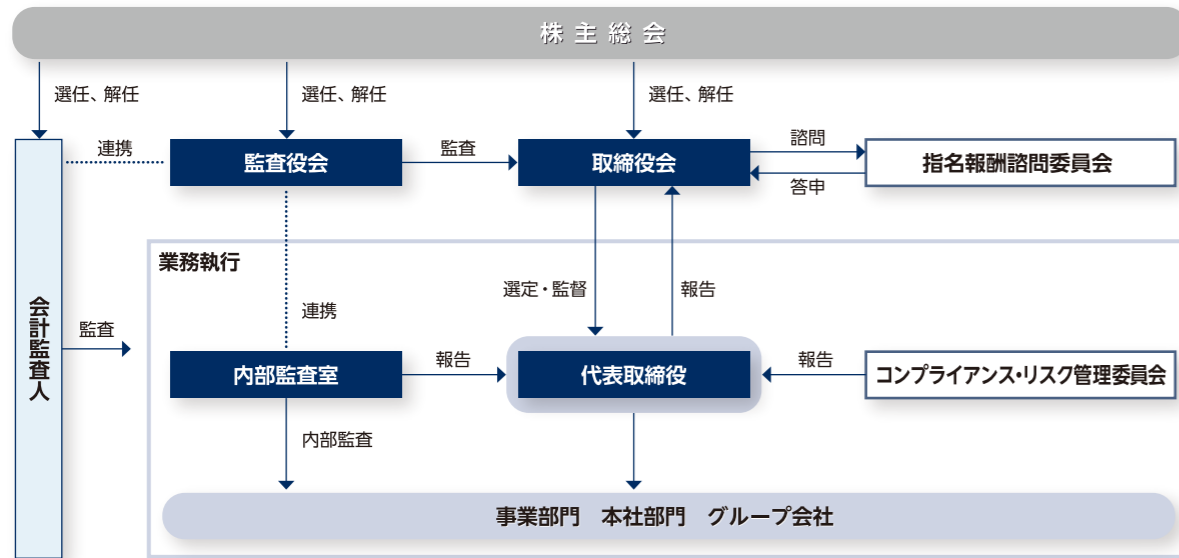 株主総会
選任、解任
選任、解任
選任、解任
連携
監査役会
監査
取締役会
諮問
答申
指名報酬諮問委員会
業務執行
会計監査人
監査
連携
選定・監督
報告
内部監査室
報告
代表取締役
報告
コンプライアンス・リスク管理委員会
内部監査
事業部門 本社部門 グループ会社